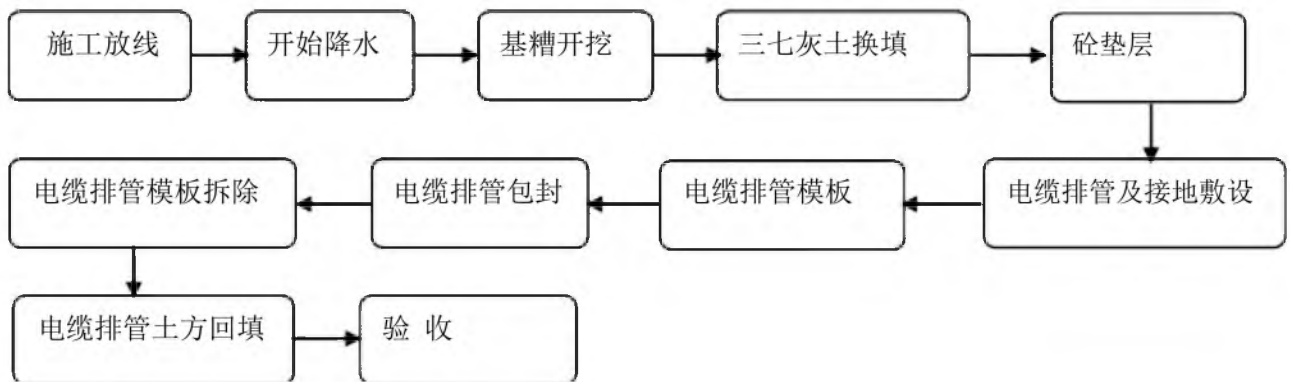 施工放线
开始降水
基糟开挖
三七灰土换填
砼垫层
电缆排管及接地敷设
电缆排管模板
电缆排管包封
电缆排管模板拆除
电缆排管土方回填
验 收